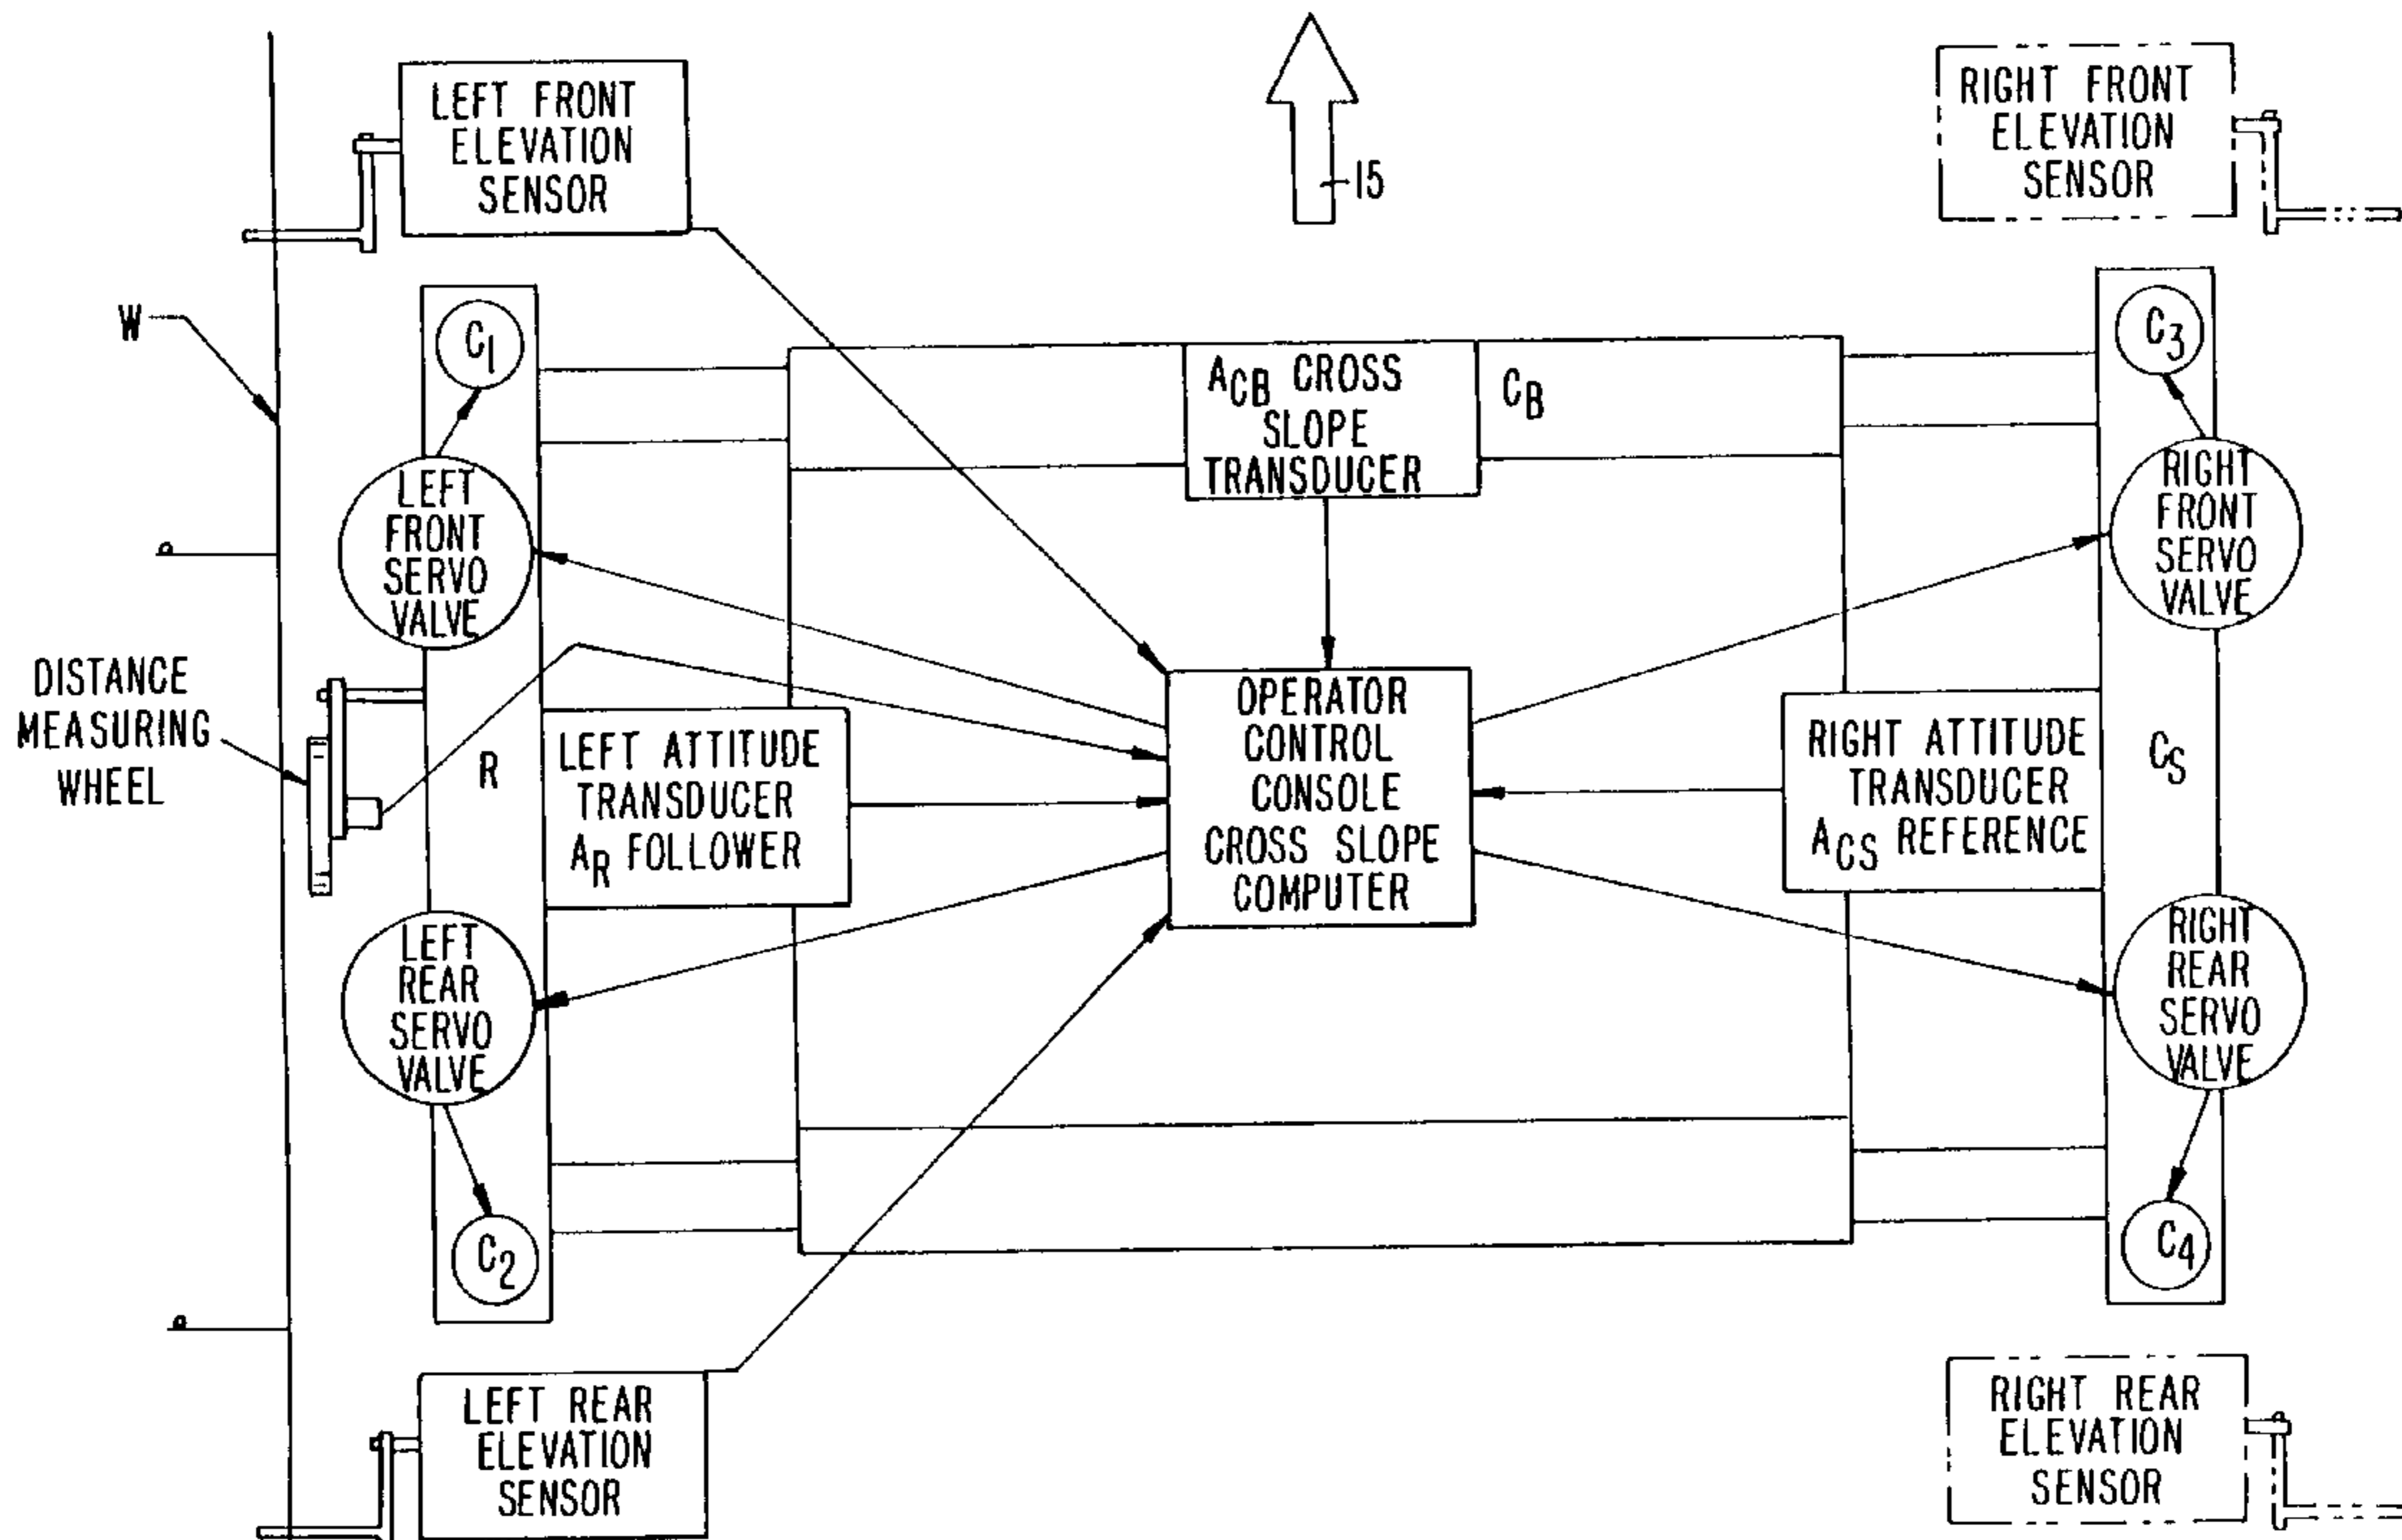 LEFT FRONT
ELEVATION
SENSOR
15
RIGHT FRONT
ELEVATION
SENSOR
W
C1
C3
ACB CROSS
SLOPE
TRANSDUCER
CB
LEFT
FRONT
SERVO
VALVE
RIGHT
FRONT
SERVO
VALVE
DISTANCE
MEASURING
WHEEL
R
LEFT ATTITUDE
TRANSDUCER
AR FOLLOWER
OPERATOR
CONTROL
CONSOLE
CROSS SLOPE
COMPUTER
RIGHT ATTITUDE
TRANSDUCER
ACS REFERENCE
CS
LEFT
REAR
SERVO
VALVE
RIGHT
REAR
SERVO
VALVE
C2
C4
LEFT REAR
ELEVATION
SENSOR
RIGHT REAR
ELEVATION
SENSOR